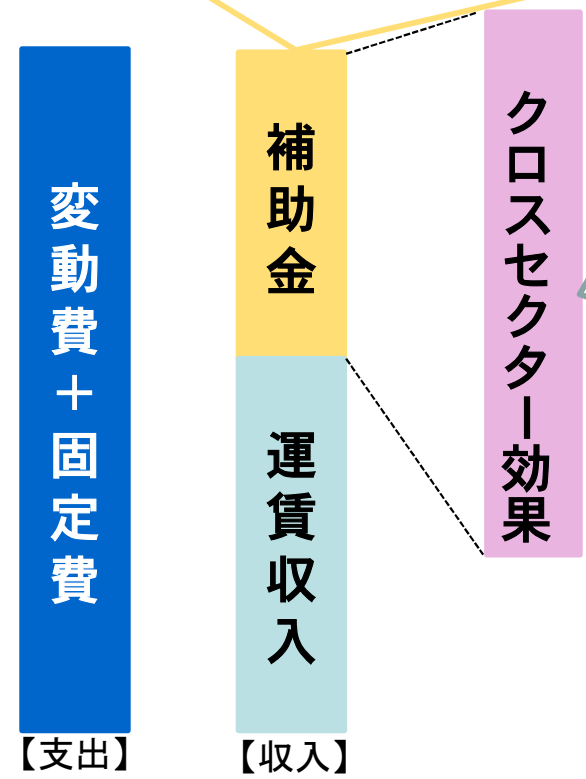 変動費＋固定費
【支出】
補助金
運賃収入
【収入】
クロスセクター効果